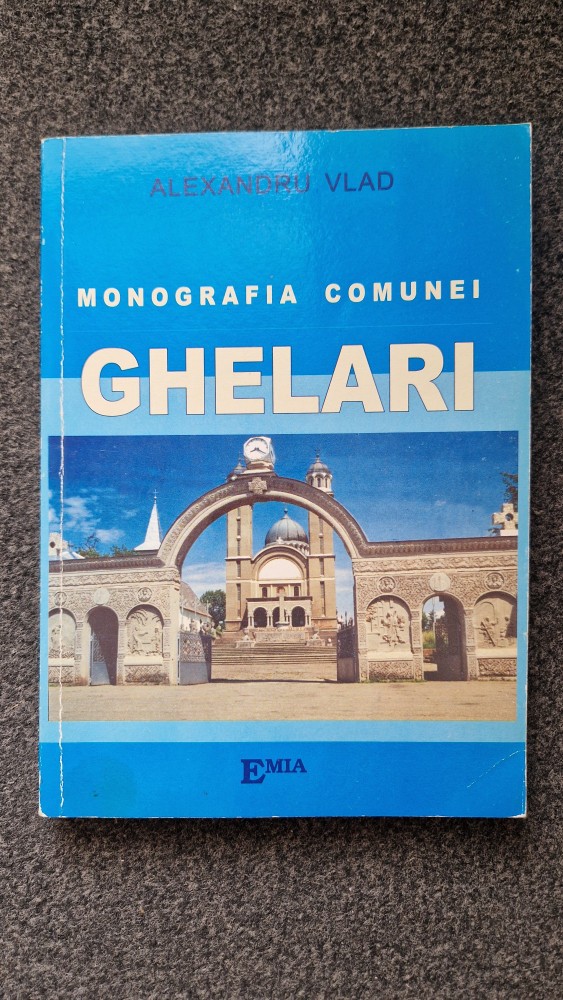 ALEXANDRU VLAD
MONOGRAFIA COMUNEI
GHELARI
EMIA